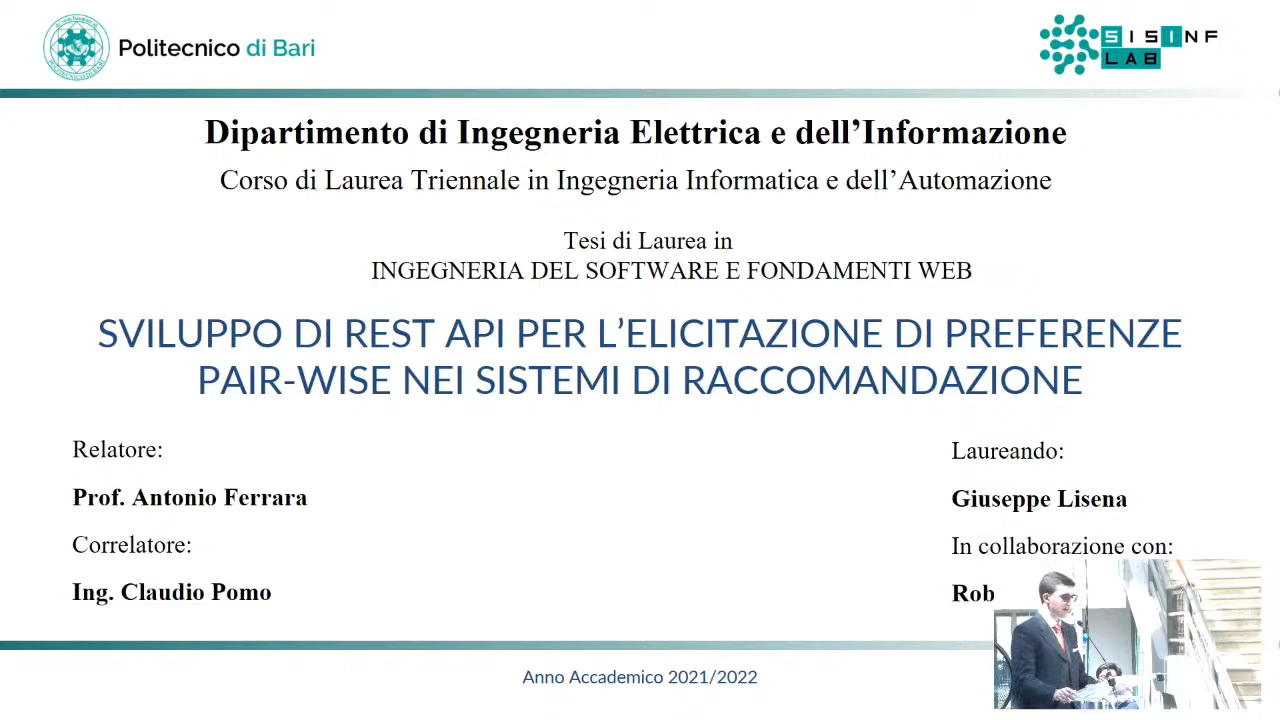 Politecnico di Bari
SISINF
LAB
Dipartimento di Ingegneria Elettrica e dell’Informazione
Corso di Laurea Triennale in Ingegneria Informatica e dell’Automazione
Tesi di Laurea in
INGEGNERIA DEL SOFTWARE E FONDAMENTI WEB
SVILUPPO DI REST API PER L’ELICITAZIONE DI PREFERENZE
PAIR-WISE NEI SISTEMI DI RACCOMANDAZIONE
Relatore:
Prof. Antonio Ferrara
Correlatore:
Ing. Claudio Pomo
Laureando:
Giuseppe Lisena
In collaborazione con:
Rob
Anno Accademico 2021/2022